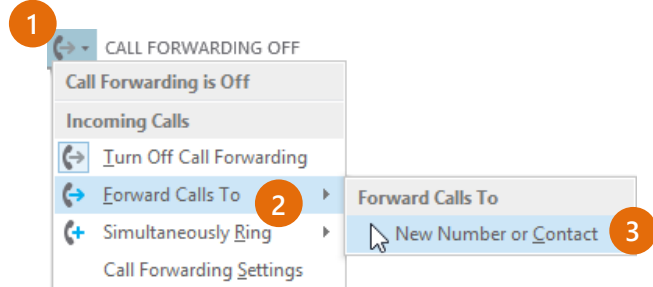 1
CALL FORWARDING OFF
Call Forwarding is Off
Incoming Calls
Turn Off Call Forwarding
Forward Calls To 2
Forward Calls To
Simultaneously Ring
New Number or Contact 3
Call Forwarding Settings